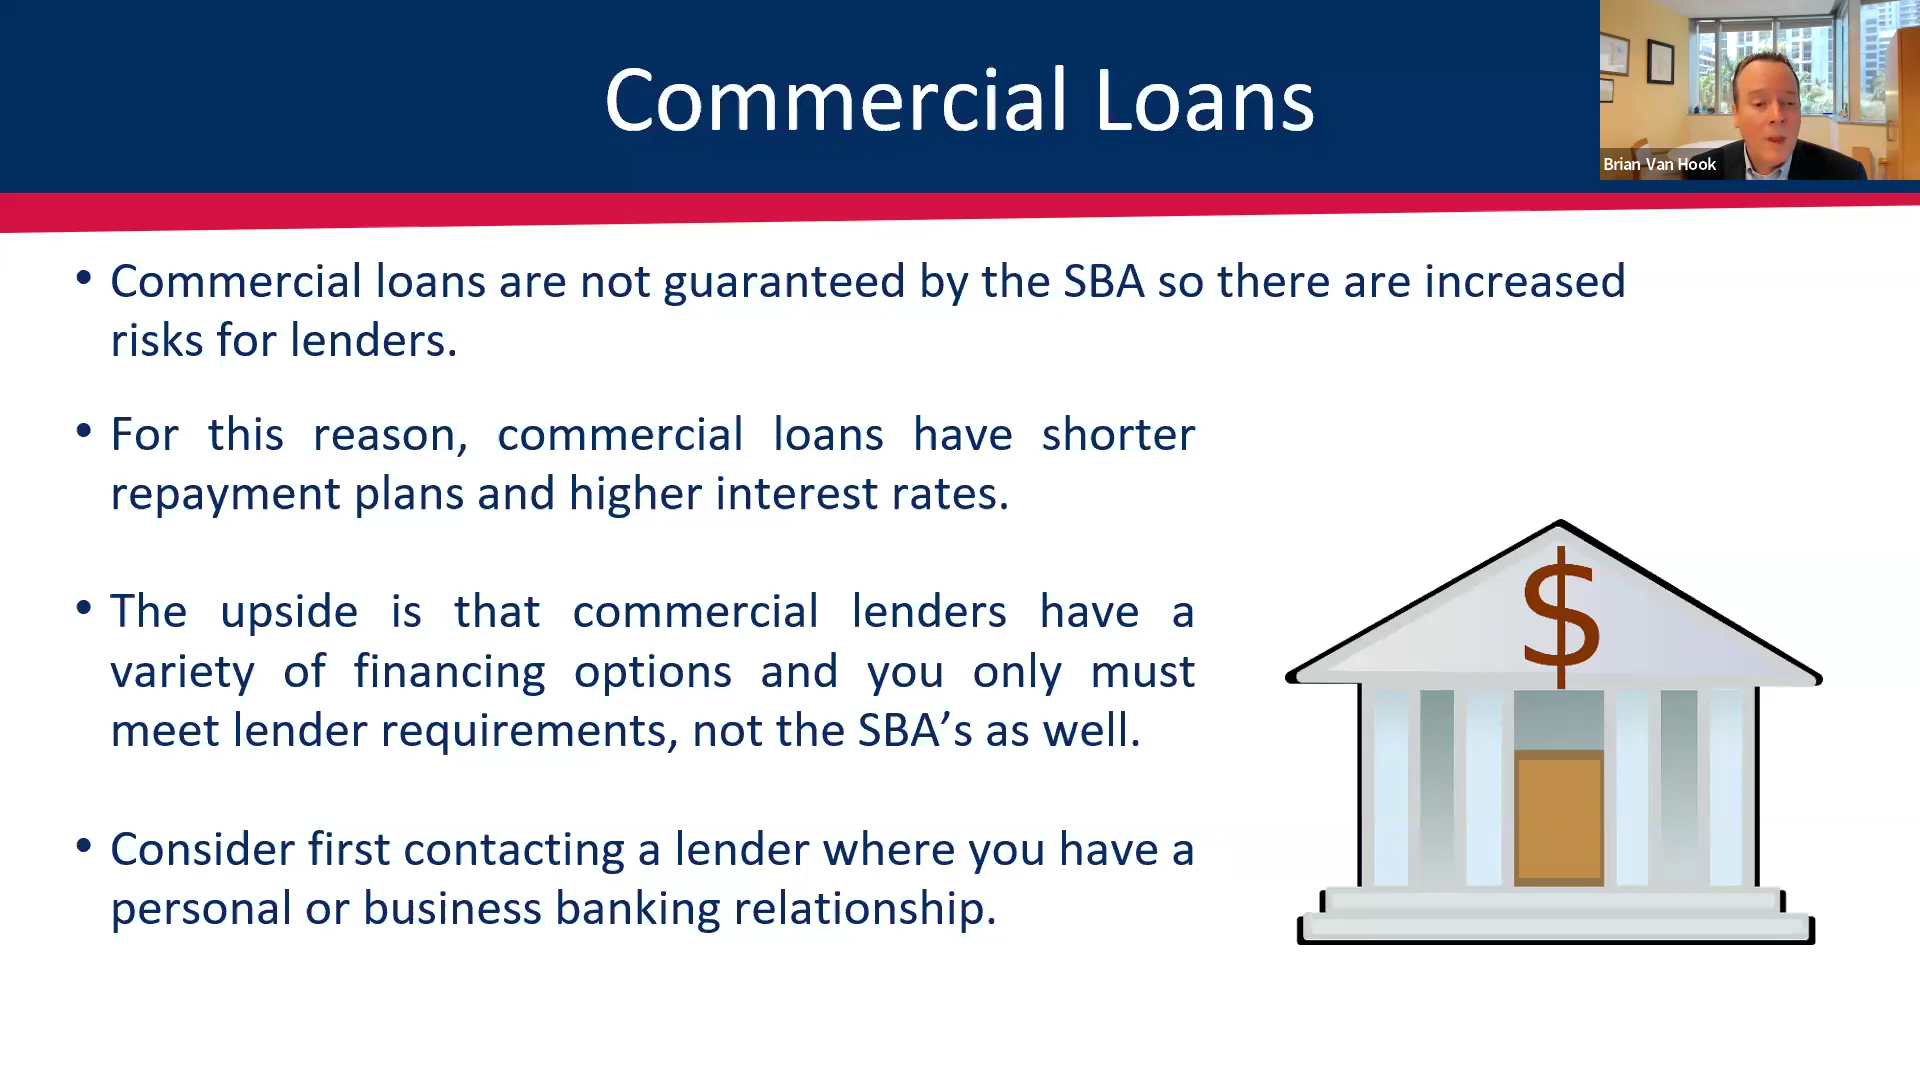 Commercial Loans
Brian Van Hook
• Commercial loans are not guaranteed by the SBA so there are increased
risks for lenders.
• For this reason, commercial loans have shorter
repayment plans and higher interest rates.
• The upside is that commercial lenders have a
variety of financing options and you only must
meet lender requirements, not the SBA’s as well.
• Consider first contacting a lender where you have a
personal or business banking relationship.
$